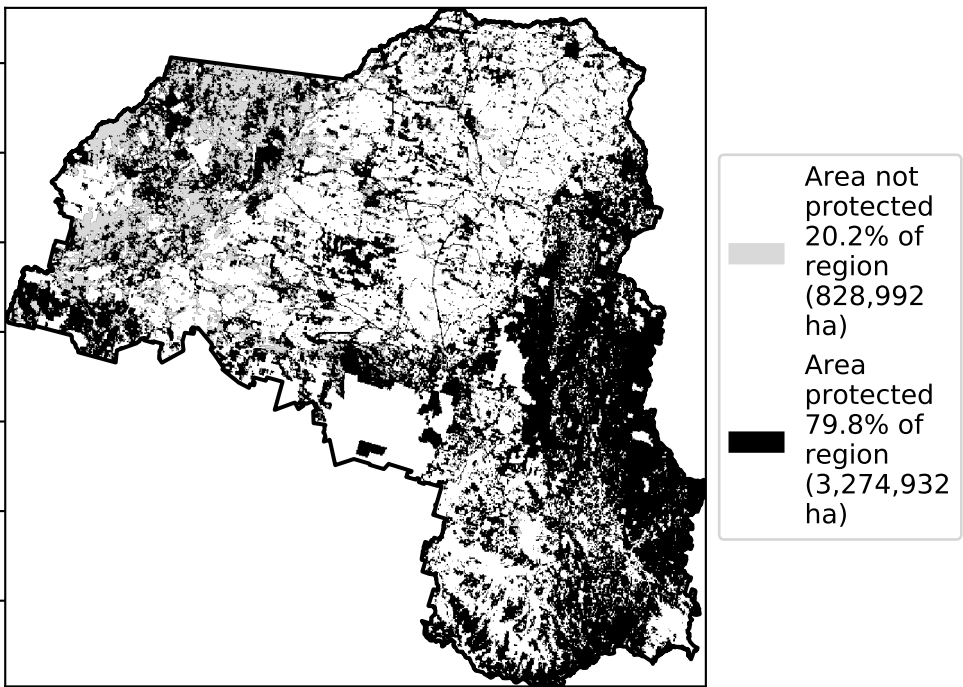 Area not
protected
20.2% of
region
(828,992
ha)
Area
protected
79.8% of
region
(3,274,932
ha)